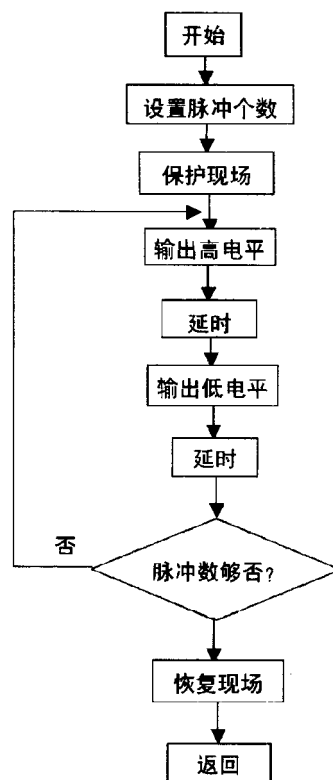 开始
设置脉冲个数
保护现场
输出高电平
延时
输出低电平
延时
否
脉冲数够否?
恢复现场
返回